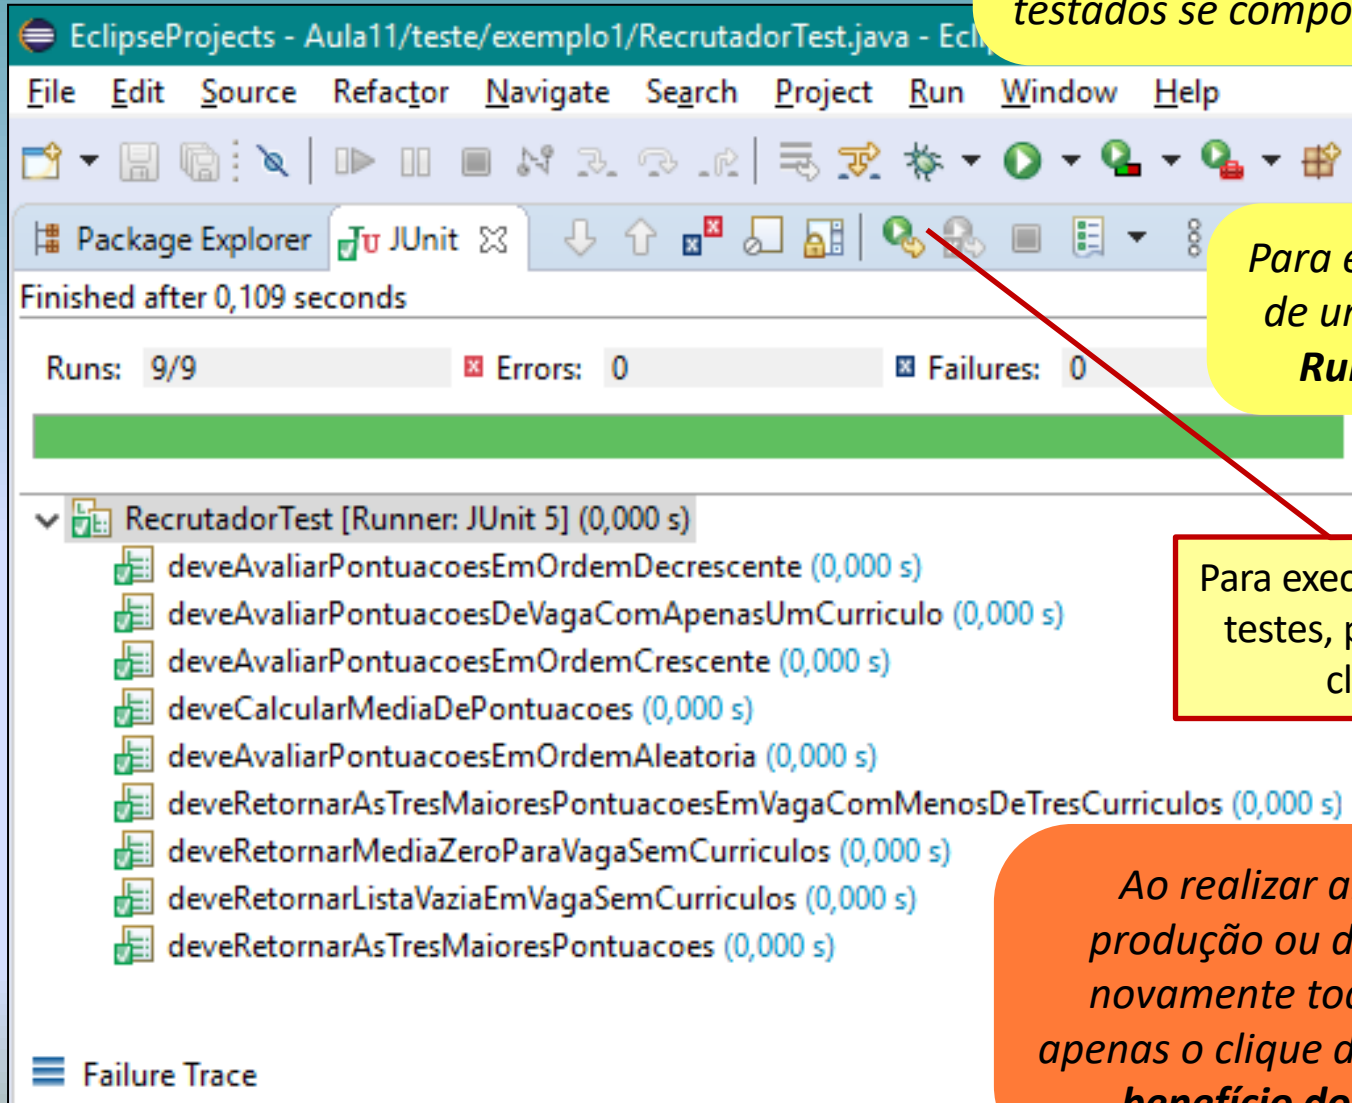 testados se compo
EclipseProjects - Aula11/teste/exemplo1/RecrutadorTest.java - Ecl
File Edit Source Refactor Navigate Search Project Run Window Help
Package Explorer JUnit
Finished after 0,109 seconds
Para e
de u
Ru
Runs: 9/9 Errors: 0 Failures: 0
RecrutadorTest [Runner: JUnit 5] (0,000 s)
deveAvaliarPontuacoesEmOrdemDecrescente (0,000 s)
deveAvaliarPontuacoesDeVagaComApenasUmCurriculo (0,000 s)
deveAvaliarPontuacoesEmOrdemCrescente (0,000 s)
deveCalcularMediaDePontuacoes (0,000 s)
deveAvaliarPontuacoesEmOrdemAleatoria (0,000 s)
deveRetornarAsTresMaioresPontuacoesEmVagaComMenosDeTresCurriculos (0,000 s)
deveRetornarMediaZeroParaVagaSemCurriculos (0,000 s)
deveRetornarListaVaziaEmVagaSemCurriculos (0,000 s)
deveRetornarAsTresMaioresPontuacoes (0,000 s)
Para exec
testes, p
cl
Ao realizar a
produção ou d
novamente to
apenas o clique d
benefício do
Failure Trace